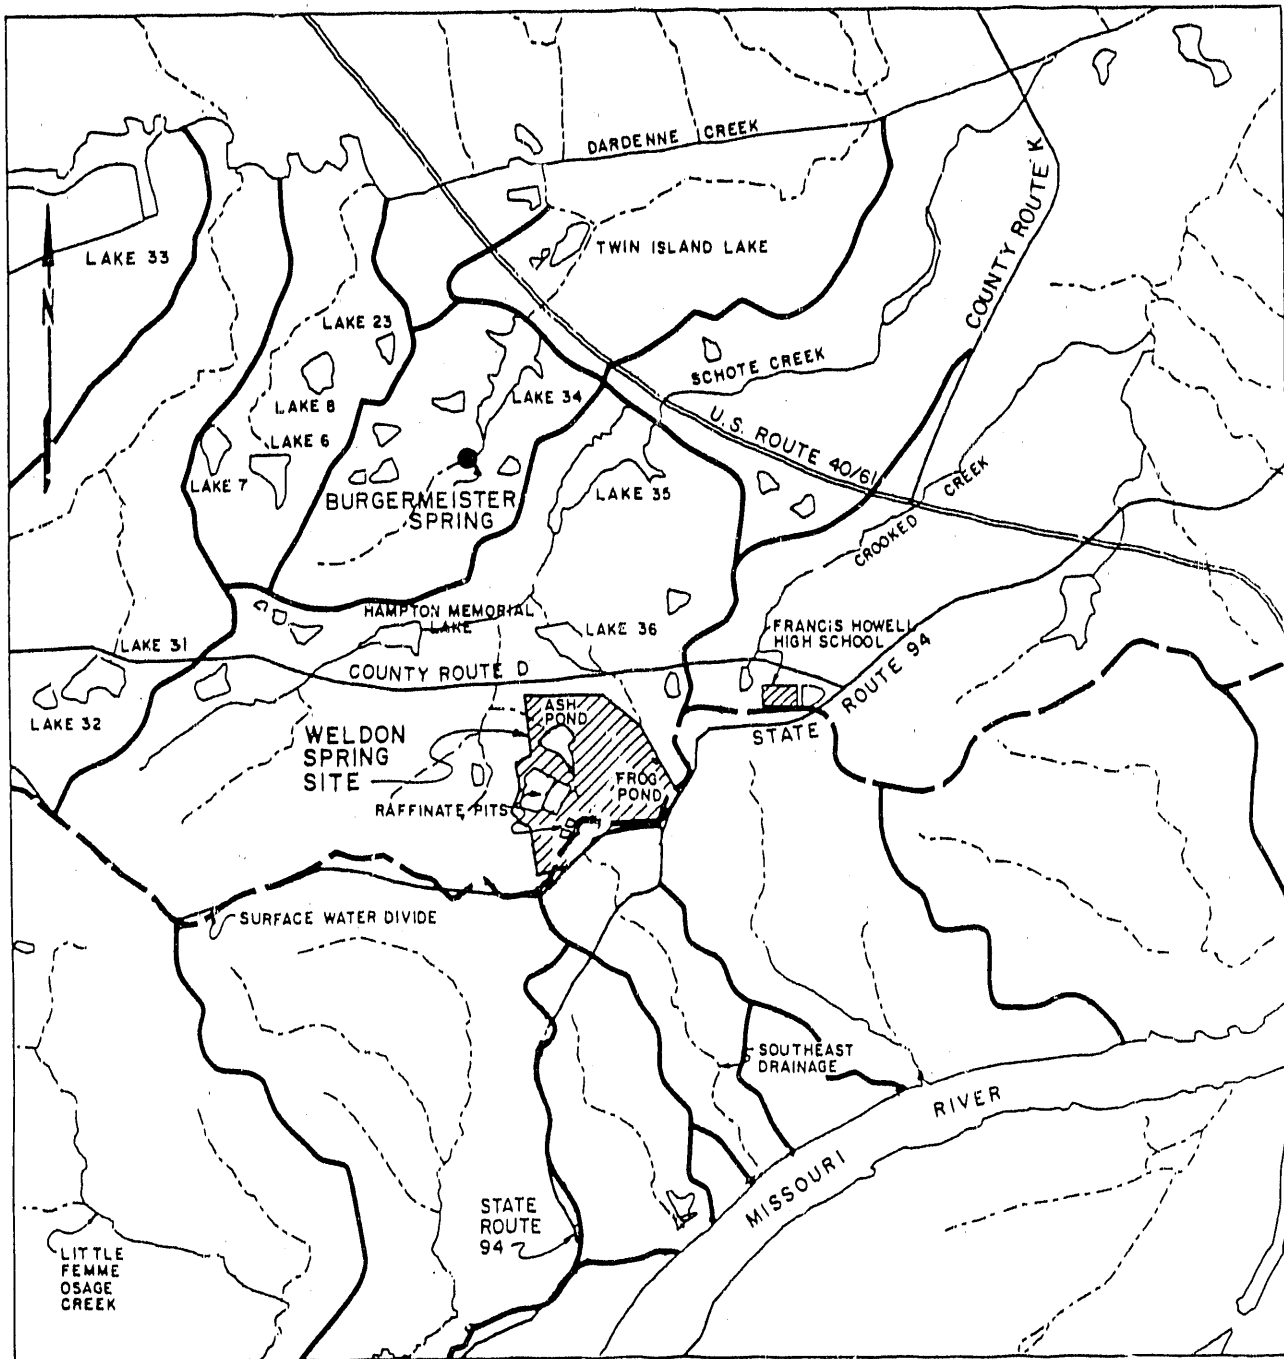 DARDENNE CREEK
COUNTY ROUTE K
TWIN ISLAND LAKE
LAKE 33
N
LAKE 23
SCHOTE CREEK
LAKE 8
LAKE 34
U.S. ROUTE 40/61
LAKE 6
LAKE 7
LAKE 35
CROOKED CREEK
BURGERMEISTER
SPRING
HAMPTON MEMORIAL
LAKE
LAKE 36
FRANCIS HOWELL
HIGH SCHOOL
LAKE 31
COUNTY ROUTE D
STATE ROUTE 94
LAKE 32
ASH
POND
WELDON
SPRING
SITE
FROG
POND
RAFFINATE PITS
SURFACE WATER DIVIDE
SOUTHEAST
DRAINAGE
MISSOURI RIVER
STATE
ROUTE
94
LITTLE
FEMME
OSAGE
CREEK